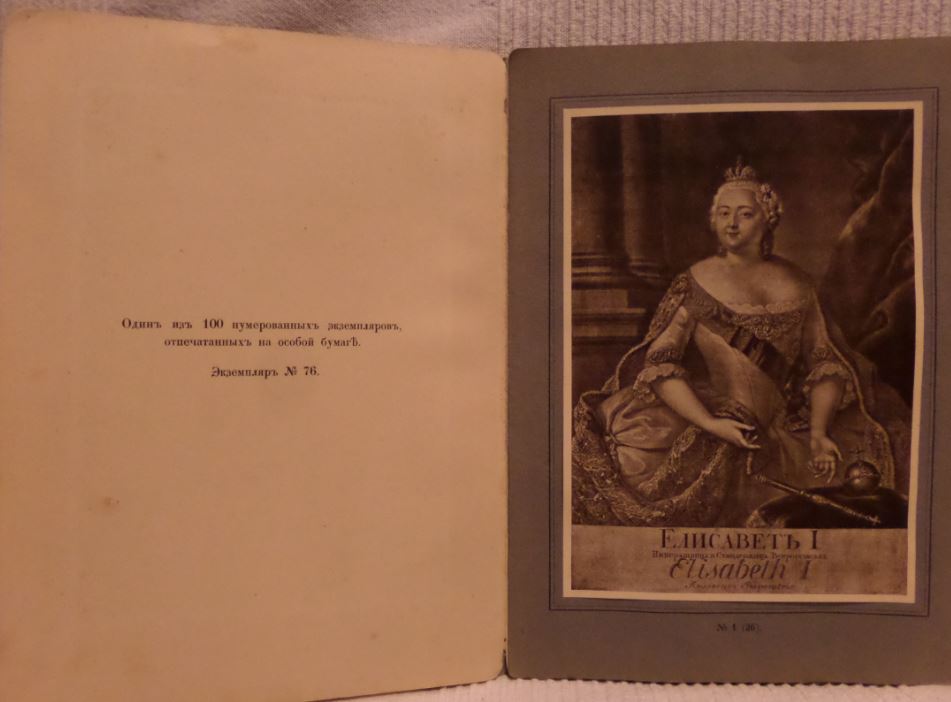 Одинъ изъ 100 нумерованныхъ экземпляровъ,
отпечатанныхъ на особой бумагѣ.
Экземпляръ № 76.
ЕЛИСАВЕТЪ I
Elisabeth I
№ 1 (26).